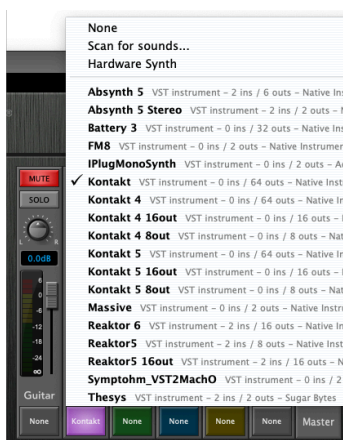 None
Scan for sounds...
Hardware Synth
Absynth 5 VST instrument – 2 ins / 6 outs – Native Ins
Absynth 5 Stereo VST instrument – 2 ins / 2 outs –
Battery 3 VST instrument – 0 ins / 32 outs – Native Ins
FM8 VST instrument – 0 ins / 2 outs – Native Instrumen
IPlugMonoSynth VST instrument – 0 ins / 2 outs –
✓ Kontakt VST instrument – 0 ins / 64 outs – Native Inst
Kontakt 4 VST instrument – 0 ins / 64 outs – Native In
Kontakt 4 16out VST instrument – 0 ins / 16 outs –
Kontakt 4 8out VST instrument – 0 ins / 8 outs – Nat
Kontakt 5 VST instrument – 0 ins / 64 outs – Native In
Kontakt 5 16out VST instrument – 0 ins / 16 outs –
Kontakt 5 8out VST instrument – 0 ins / 8 outs – Nat
Massive VST instrument – 0 ins / 2 outs – Native Instr
Reaktor 6 VST instrument – 2 ins / 16 outs – Native In
Reaktor5 VST instrument – 2 ins / 8 outs – Native Inst
Reaktor5 16out VST instrument – 2 ins / 16 outs – N
Symptohm_VST2MachO VST instrument – 0 ins / 2
Thesys VST instrument – 2 ins / 2 outs – Sugar Bytes
MUTE
SOLO
L R
0.0dB
6
0
-6
-12
-18
-24
∞
Guitar
None Kontakt None None None None Master